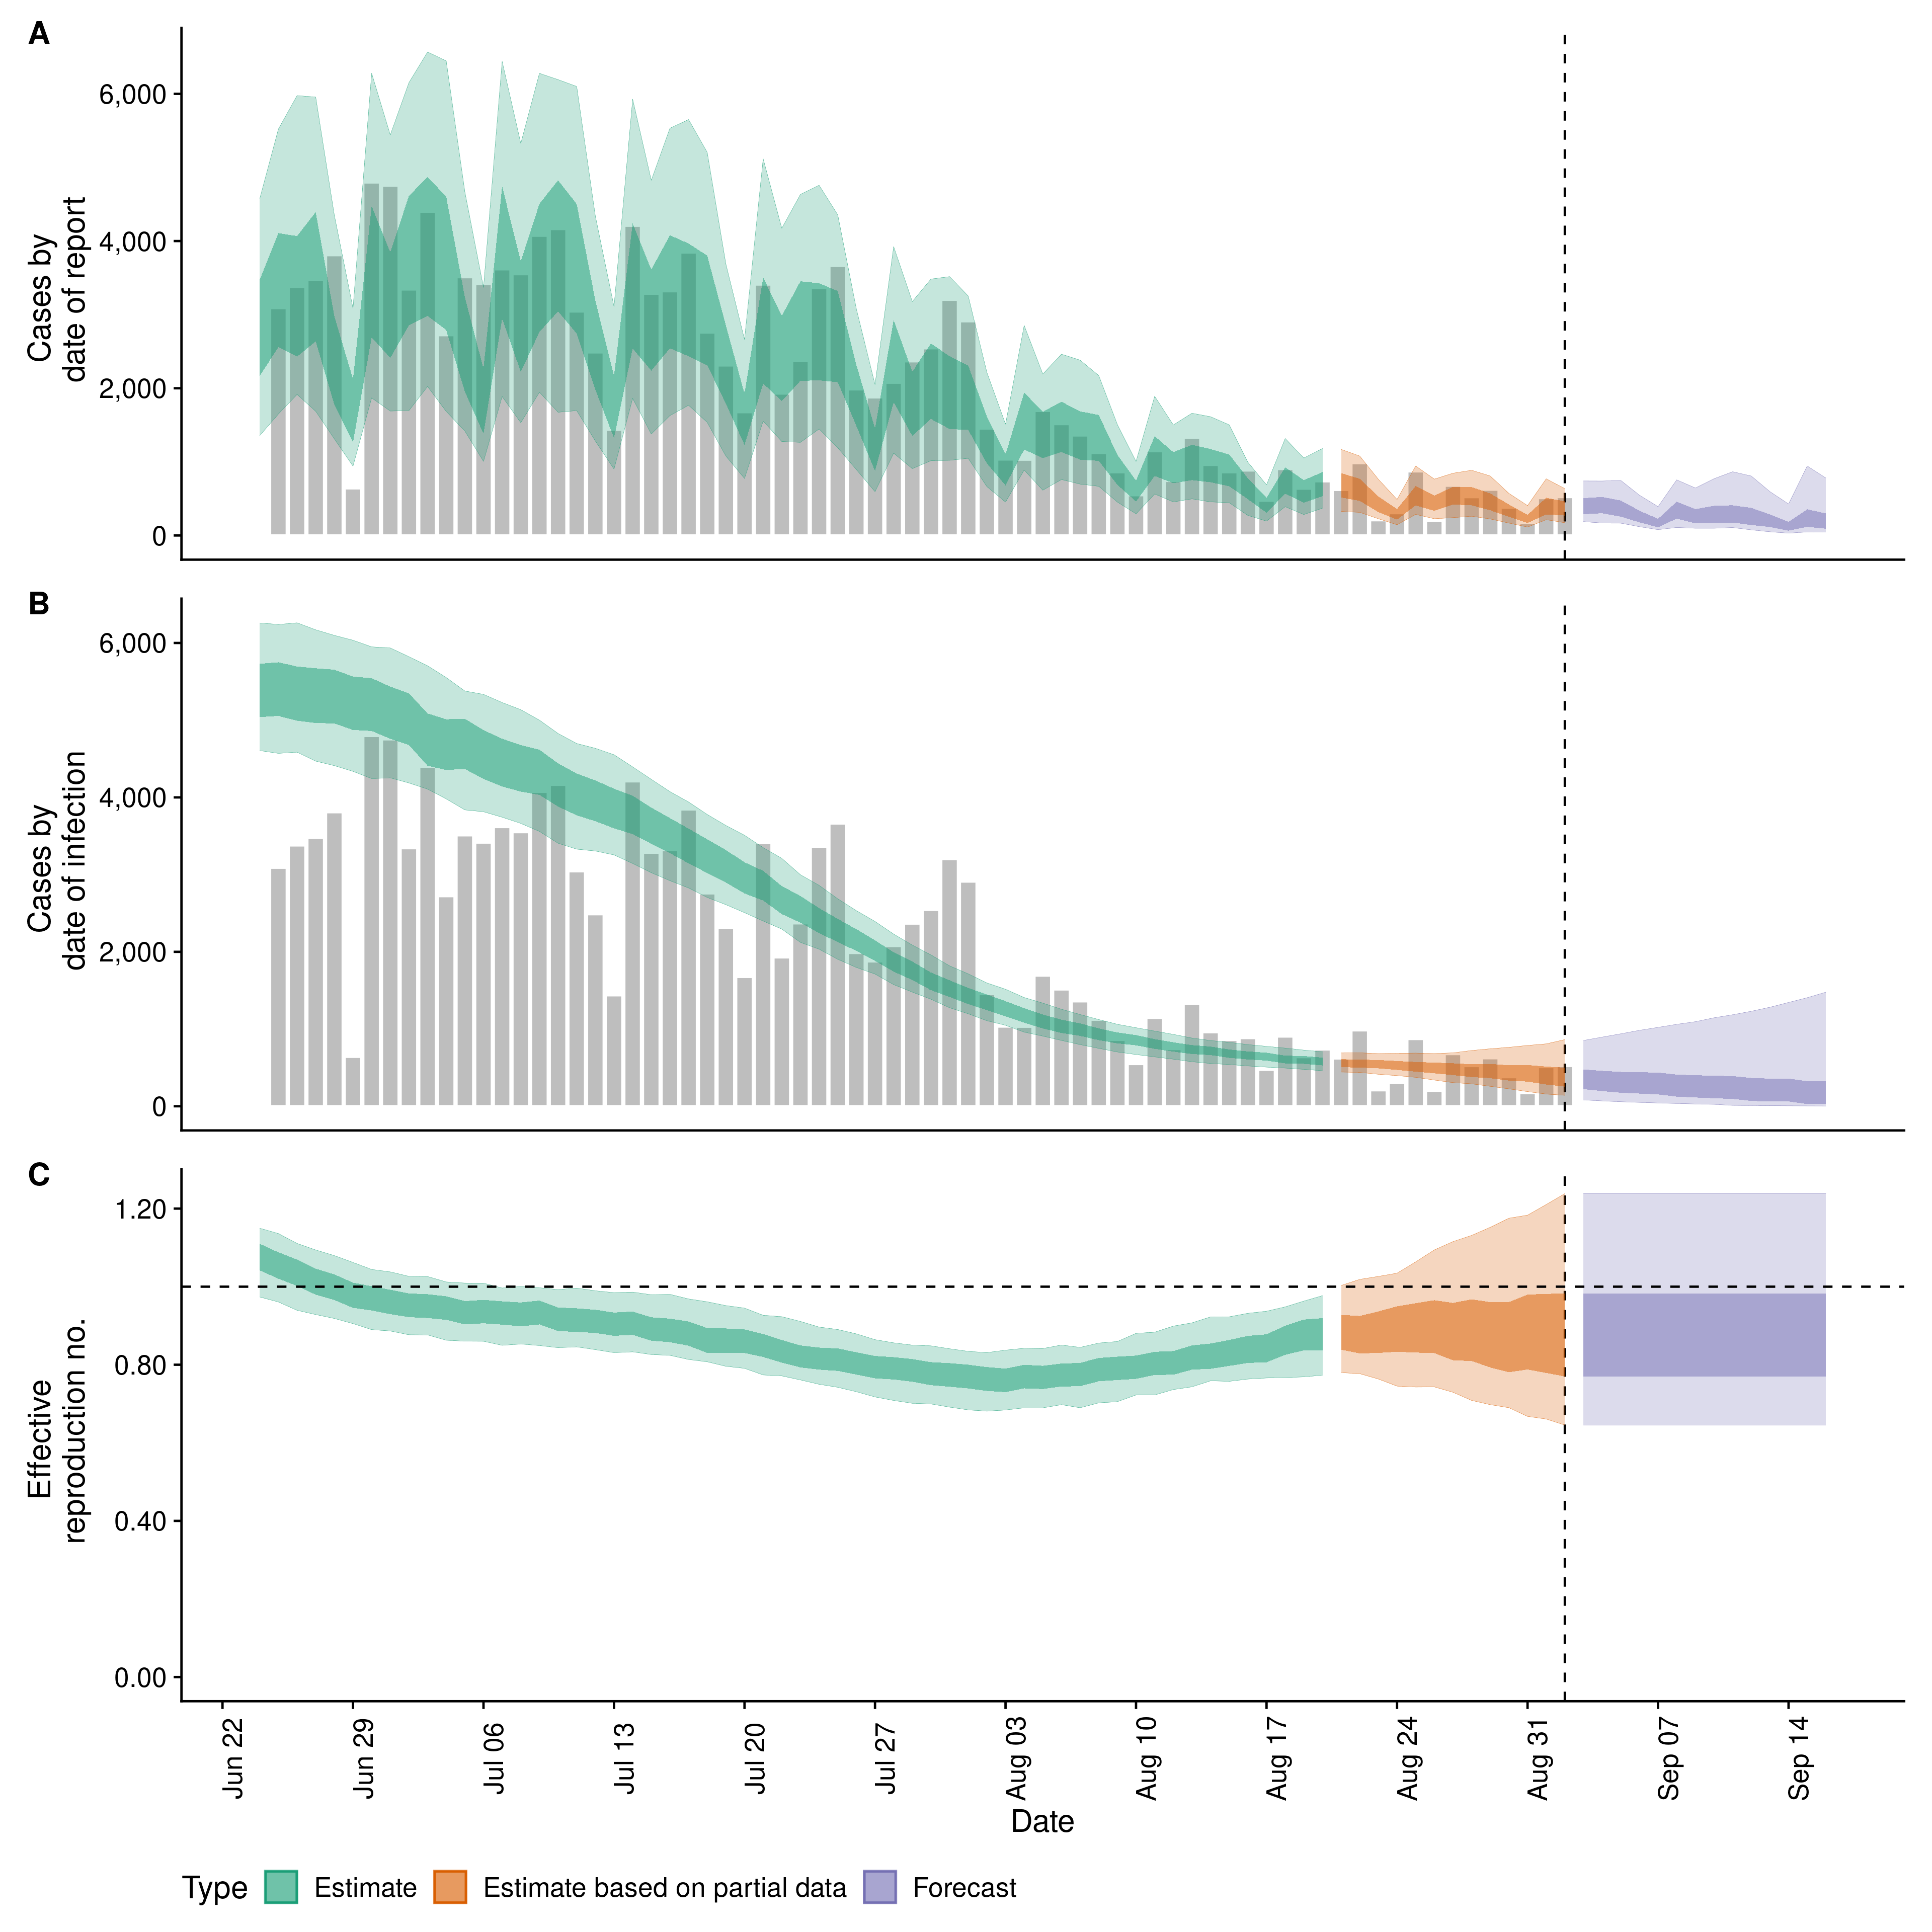 A
6,000
4,000
2,000
0
Cases by
date of report
B
6,000
4,000
2,000
0
Cases by
date of infection
C
1.20
0.80
0.40
0.00
Effective
reproduction no.
Jun 22
Jun 29
Jul 06
Jul 13
Jul 20
Jul 27
Aug 03
Aug 10
Aug 17
Aug 24
Aug 31
Sep 07
Sep 14
Date
Type Estimate Estimate based on partial data Forecast